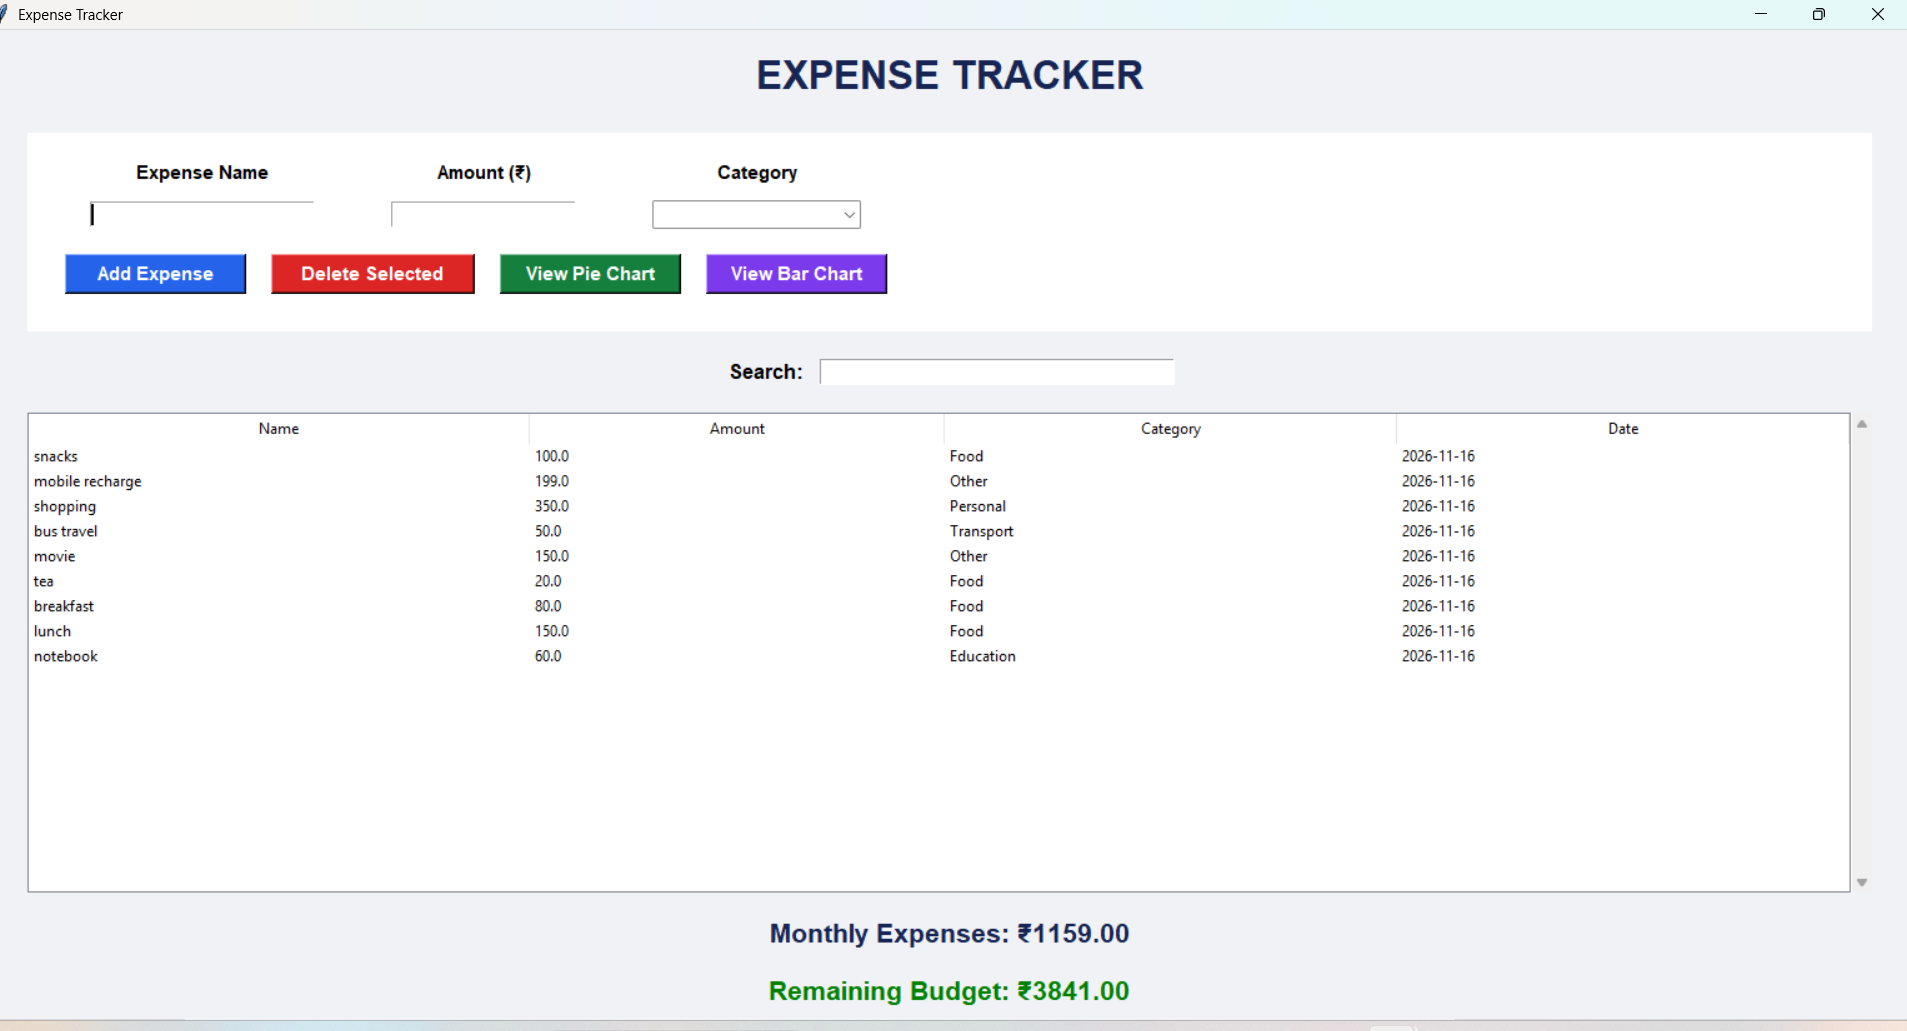 Expense Tracker
EXPENSE TRACKER
Expense Name Amount (₹) Category
Add Expense Delete Selected View Pie Chart View Bar Chart
Search:
Name Amount Category Date
snacks 100.0 Food 2026-11-16
mobile recharge 199.0 Other 2026-11-16
shopping 350.0 Personal 2026-11-16
bus travel 50.0 Transport 2026-11-16
movie 150.0 Other 2026-11-16
tea 20.0 Food 2026-11-16
breakfast 80.0 Food 2026-11-16
lunch 150.0 Food 2026-11-16
notebook 60.0 Education 2026-11-16
Monthly Expenses: ₹1159.00
Remaining Budget: ₹3841.00